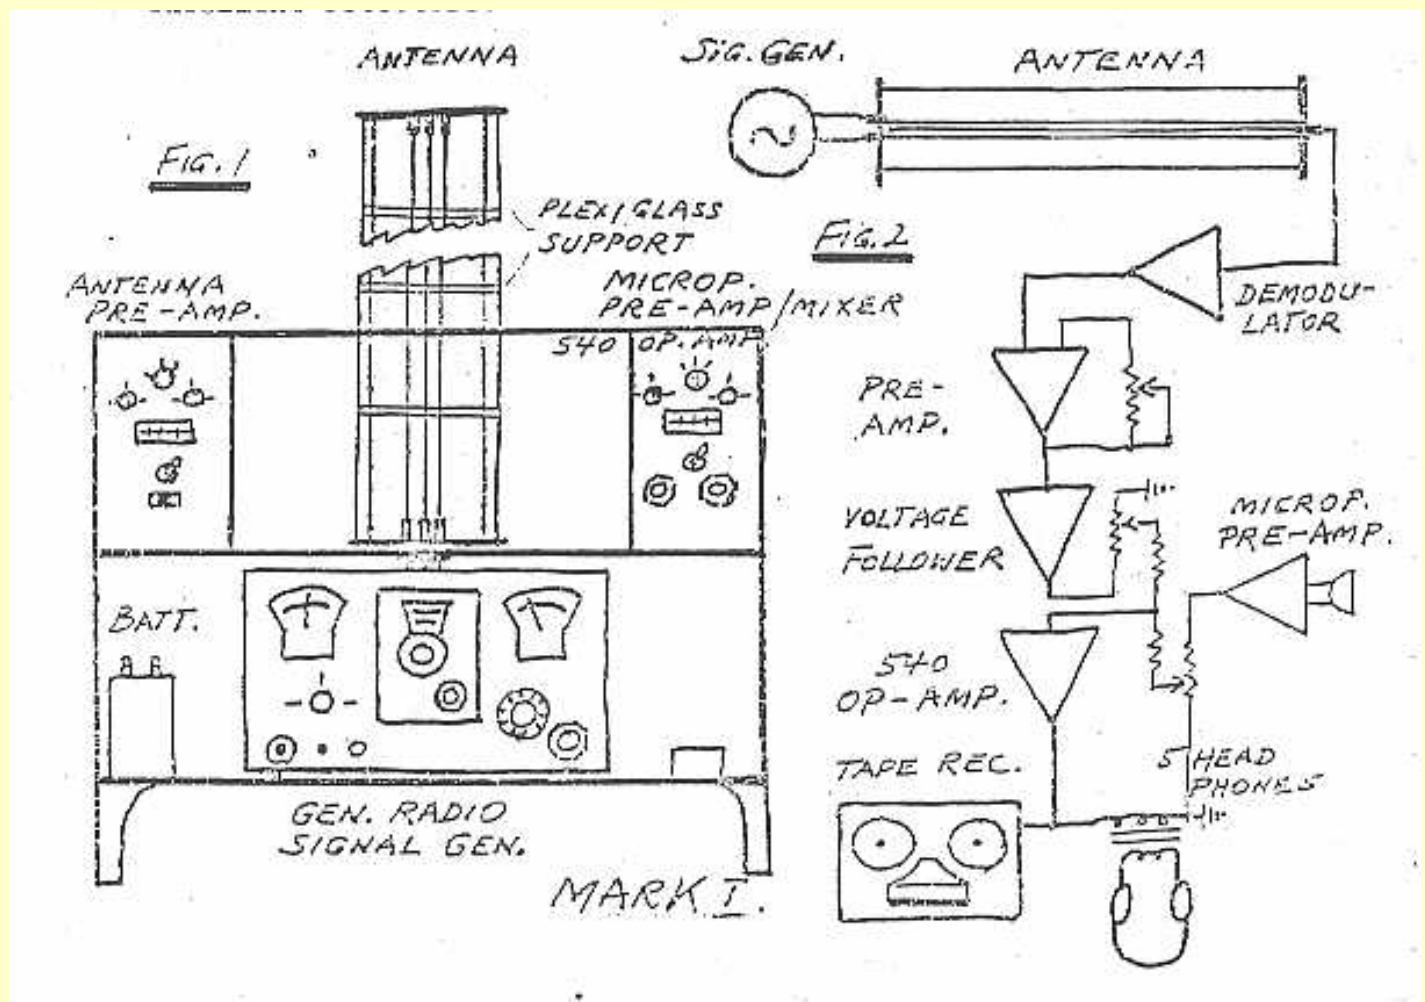 ANTENNA
FIG. 1
PLEXIGLASS
SUPPORT
ANTENNA
PRE-AMP.
MICROP.
PRE-AMP/MIXER
540 OP. AMP.
BATT.
GEN. RADIO
SIGNAL GEN.
MARK I.
SIG. GEN.
ANTENNA
FIG. 2
DEMODU-
LATOR
PRE-
AMP.
VOLTAGE
FOLLOWER
MICROP.
PRE-AMP.
540
OP-AMP.
TAPE REC.
5 HEAD
PHONES